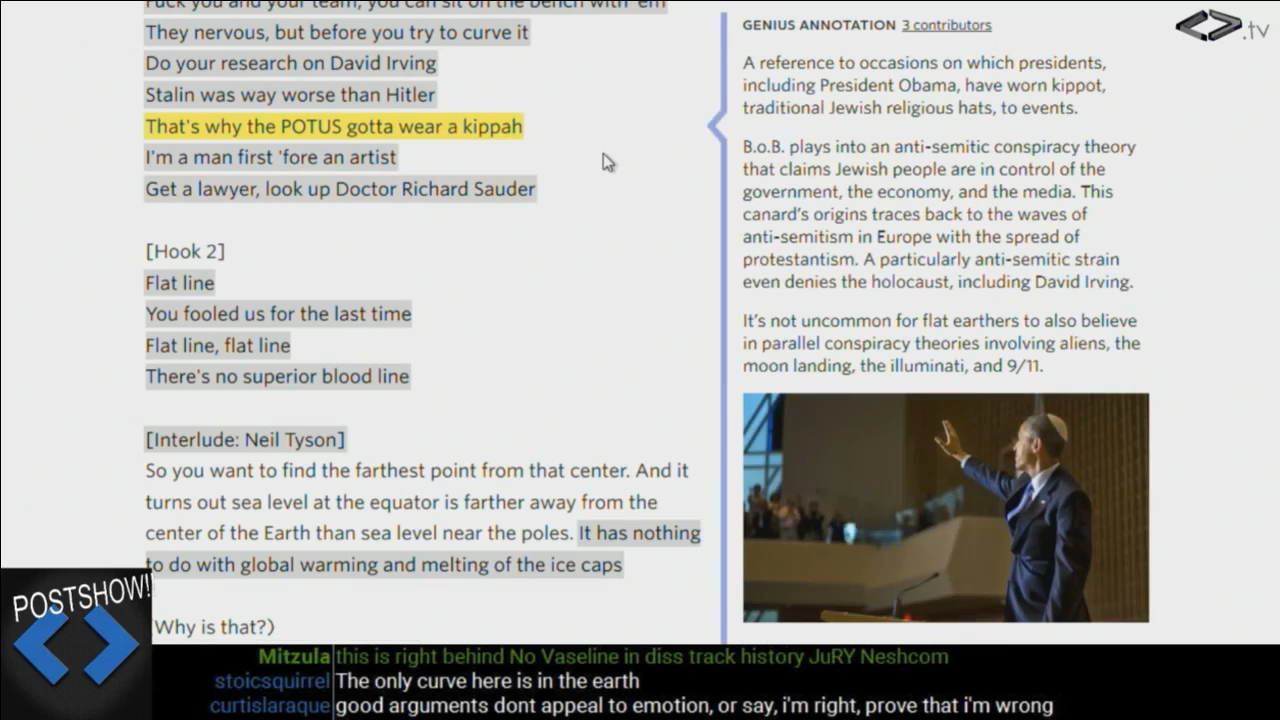 Fuck you and your team, you can sit on the bench with 'em
They nervous, but before you try to curve it
Do your research on David Irving
Stalin was way worse than Hitler
That's why the POTUS gotta wear a kippah
I'm a man first 'fore an artist
Get a lawyer, look up Doctor Richard Sauder
[Hook 2]
Flat line
You fooled us for the last time
Flat line, flat line
There's no superior blood line
[Interlude: Neil Tyson]
So you want to find the farthest point from that center. And it
turns out sea level at the equator is farther away from the
center of the Earth than sea level near the poles. It has nothing
to do with global warming and melting of the ice caps
(Why is that?)
GENIUS ANNOTATION 3 contributors
A reference to occasions on which presidents,
including President Obama, have worn kippot,
traditional Jewish religious hats, to events.
B.o.B. plays into an anti-semitic conspiracy theory
that claims Jewish people are in control of the
government, the economy, and the media. This
canard's origins traces back to the waves of
anti-semitism in Europe with the spread of
protestantism. A particularly anti-semitic strain
even denies the holocaust, including David Irving.
It's not uncommon for flat earthers to also believe
in parallel conspiracy theories involving aliens, the
moon landing, the illuminati, and 9/11.
.tv
POSTSHOW!!
Mitzula this is right behind No Vaseline in diss track history JuRY Neshcom
stoicsquirrel The only curve here is in the earth
curtislaraque good arguments dont appeal to emotion, or say, i'm right, prove that i'm wrong